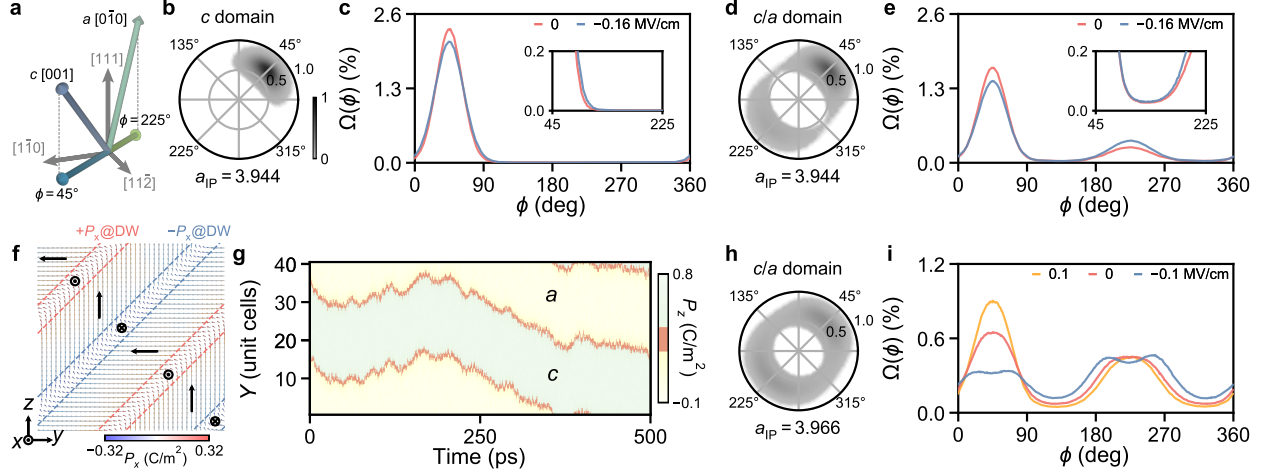 a
a [01̄0]
c [001]
[111]
ϕ = 225°
[11̄0]
[112̄]
ϕ = 45°
b
c domain
135°
45°
1.0
0.5
225°
315°
a_IP = 3.944
1
0
c
Ω(ϕ) (%)
2.6
1.3
0.0
0
−0.16 MV/cm
0.2
0.0
45
225
0
90
180
270
360
ϕ (deg)
d
c/a domain
135°
45°
1.0
0.5
225°
315°
a_IP = 3.944
e
Ω(ϕ) (%)
2.6
1.3
0.0
0
−0.16 MV/cm
0.2
0.0
45
225
0
90
180
270
360
ϕ (deg)
f
+Pₓ@DW
−Pₓ@DW
z
x
y
−0.32
0.32
Pₓ (C/m²)
g
Y (unit cells)
40
30
20
10
a
c
0
250
500
Time (ps)
0.8
−0.1
P_z (C/m²)
h
c/a domain
135°
45°
1.0
0.5
225°
315°
a_IP = 3.966
i
Ω(ϕ) (%)
1.2
0.6
0.0
0.1
0
−0.1 MV/cm
0
90
180
270
360
ϕ (deg)